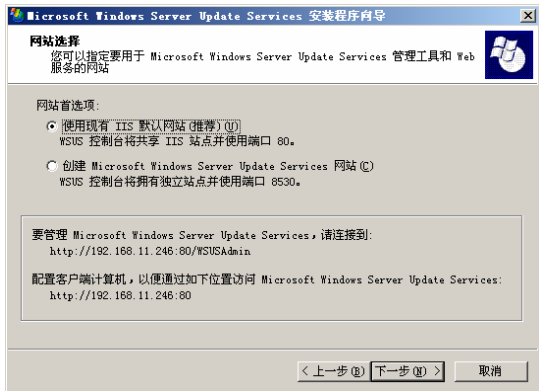 Microsoft Windows Server Update Services 安装程序向导
网站选择
您可以指定要用于 Microsoft Windows Server Update Services 管理工具和 Web
服务的网站
网站首选项:
使用现有 IIS 默认网站(推荐)(U)
WSUS 控制台将共享 IIS 站点并使用端口 80。
创建 Microsoft Windows Server Update Services 网站(C)
WSUS 控制台将拥有独立站点并使用端口 8530。
要管理 Microsoft Windows Server Update Services，请连接到:
http://192.168.11.246:80/WSUSAdmin
配置客户端计算机，以便通过如下位置访问 Microsoft Windows Server Update Services:
http://192.168.11.246:80
< 上一步(B) 下一步(N) > 取消